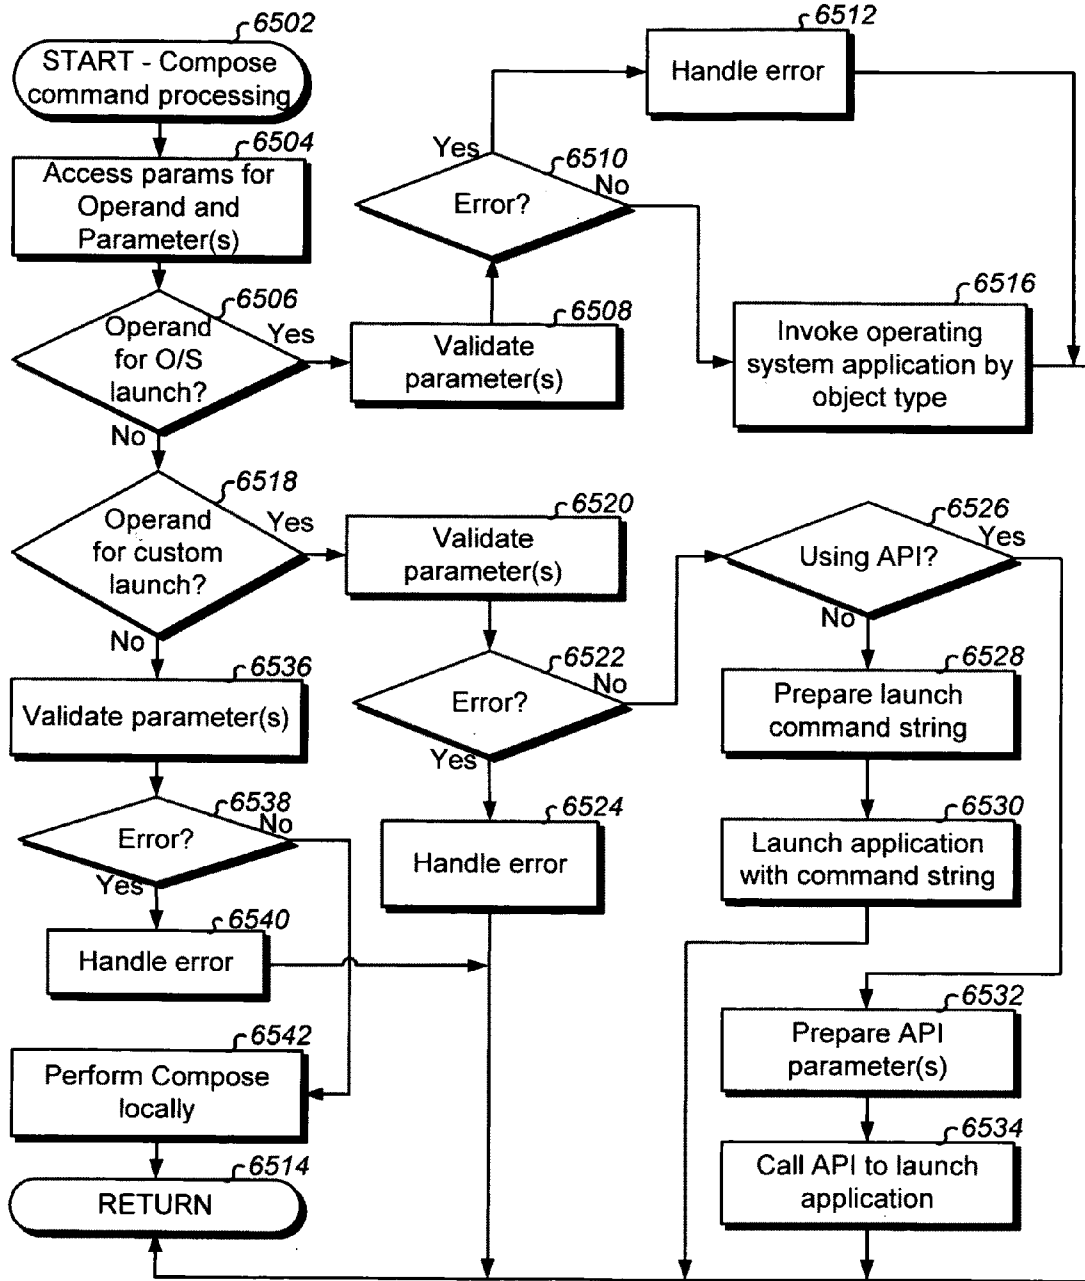 6502
START - Compose
command processing
6504
Access params for
Operand and
Parameter(s)
6506
Operand
for O/S
launch?
Yes
No
6508
Validate
parameter(s)
6510
Error?
Yes
No
6512
Handle error
6516
Invoke operating
system application by
object type
6518
Operand
for custom
launch?
Yes
No
6520
Validate
parameter(s)
6522
Error?
No
Yes
6524
Handle error
6526
Using API?
Yes
No
6528
Prepare launch
command string
6530
Launch application
with command string
6532
Prepare API
parameter(s)
6534
Call API to launch
application
6536
Validate parameter(s)
6538
Error?
No
Yes
6540
Handle error
6542
Perform Compose
locally
6514
RETURN